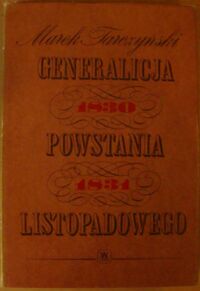 Marek Tarczyński
GENERALICJA
1830
POWSTANIA
1831
LISTOPADOWEGO
W